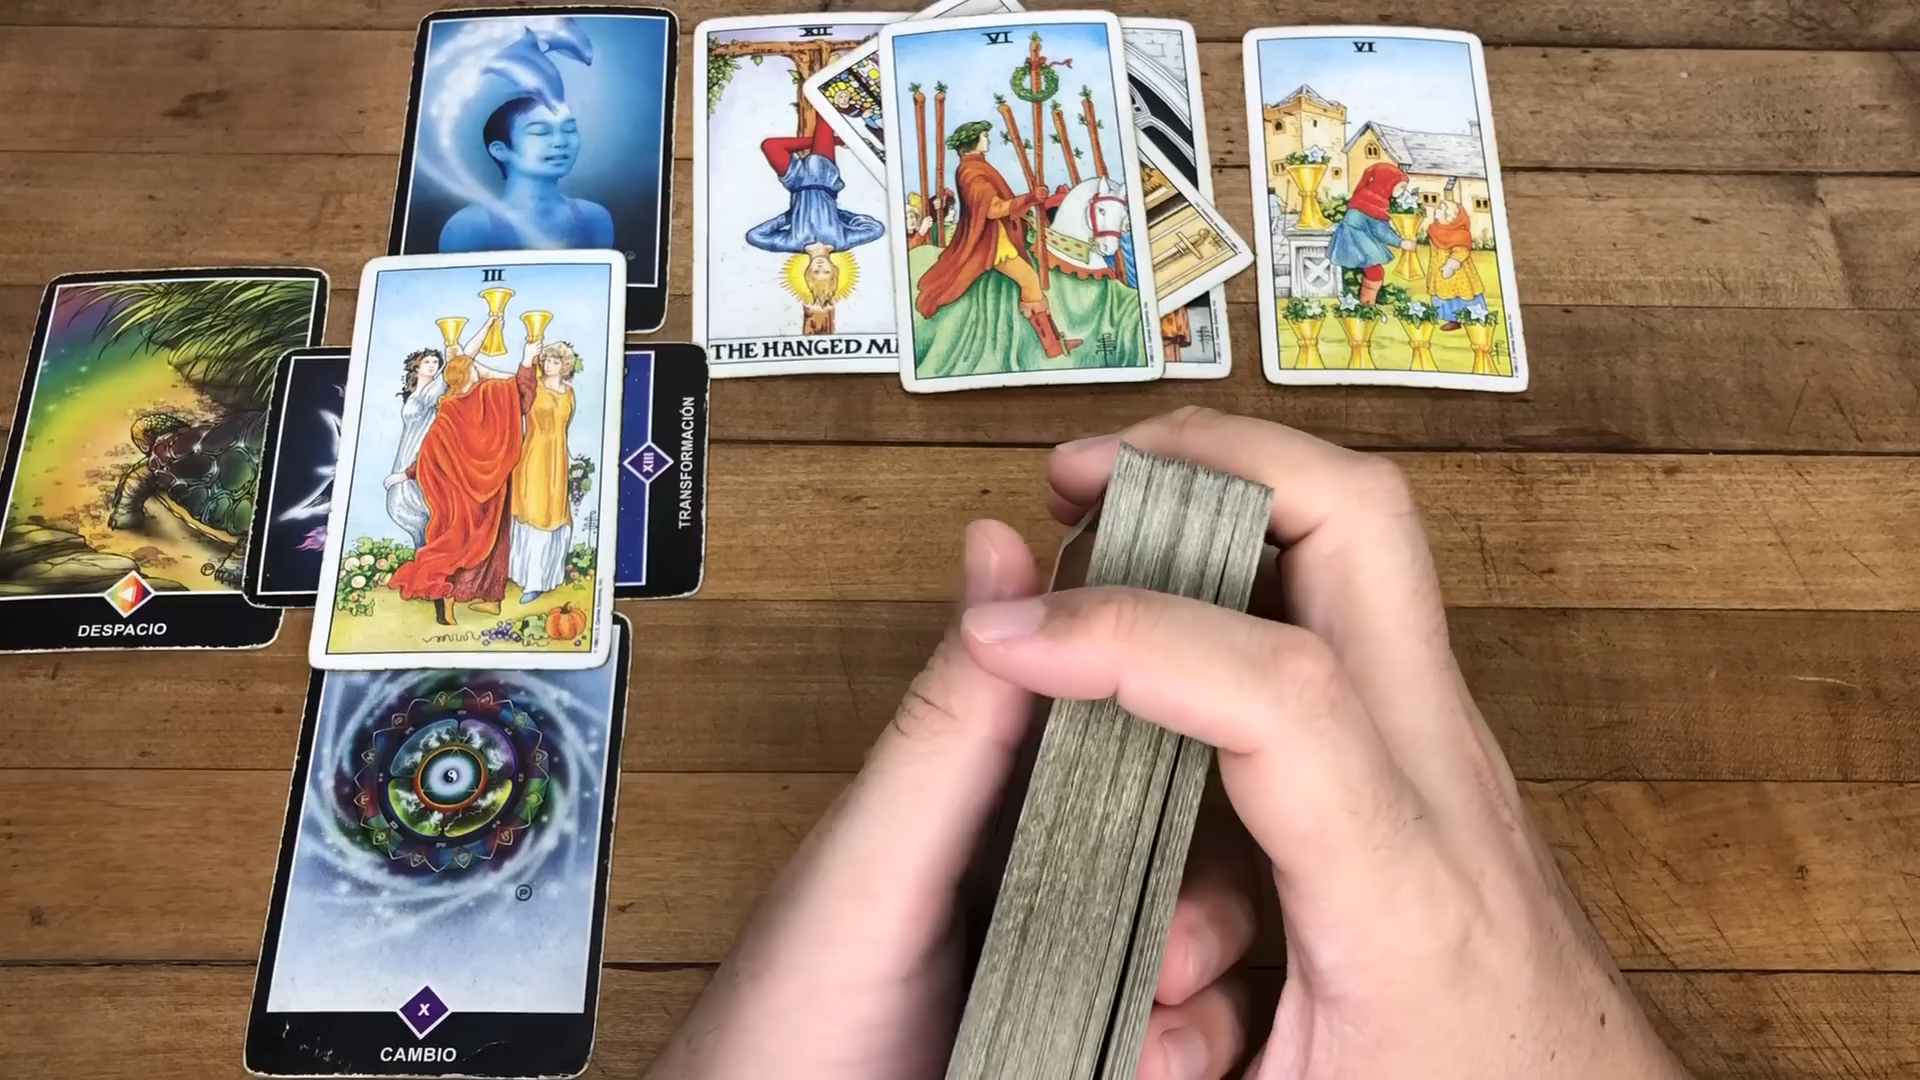 XII
VI
VI
THE HANGED M
III
XIII
TRANSFORMACIÓN
DESPACIO
X
CAMBIO